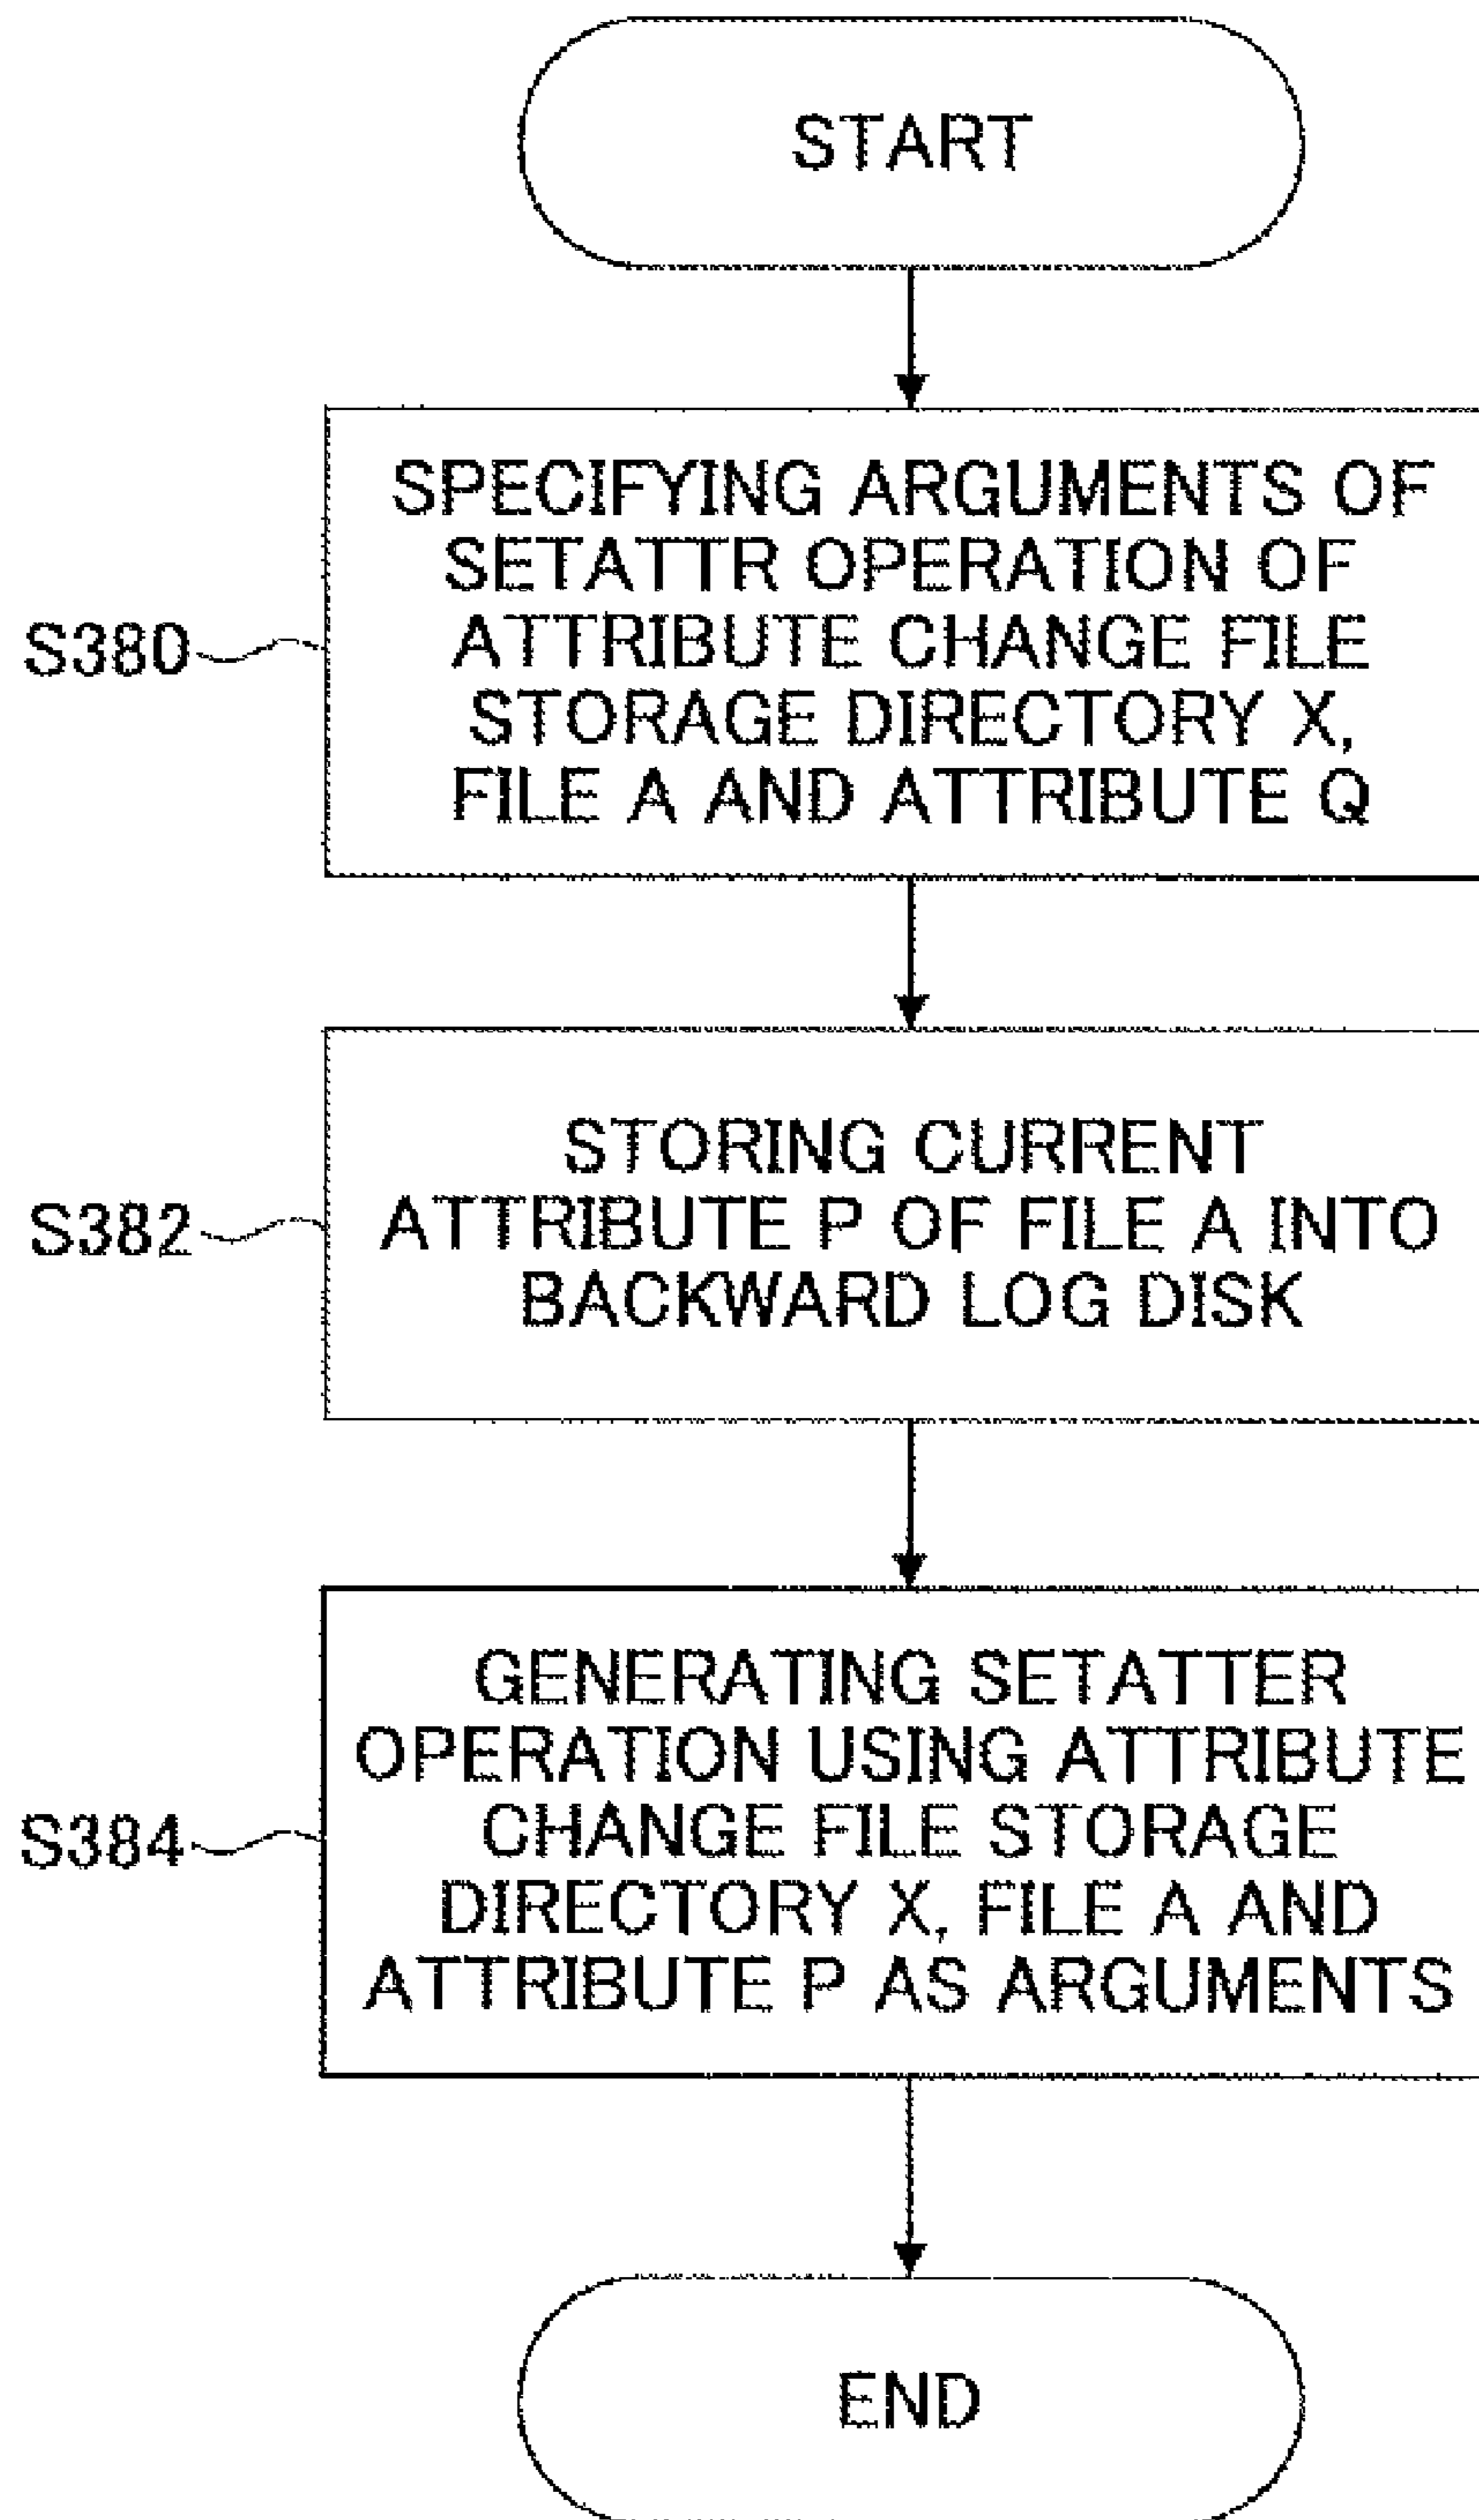 START
SPECIFYING ARGUMENTS OF
SETATTR OPERATION OF
ATTRIBUTE CHANGE FILE
STORAGE DIRECTORY X,
FILE A AND ATTRIBUTE Q
S380
STORING CURRENT
ATTRIBUTE P OF FILE A INTO
BACKWARD LOG DISK
S382
GENERATING SETATTER
OPERATION USING ATTRIBUTE
CHANGE FILE STORAGE
DIRECTORY X, FILE A AND
ATTRIBUTE P AS ARGUMENTS
S384
END